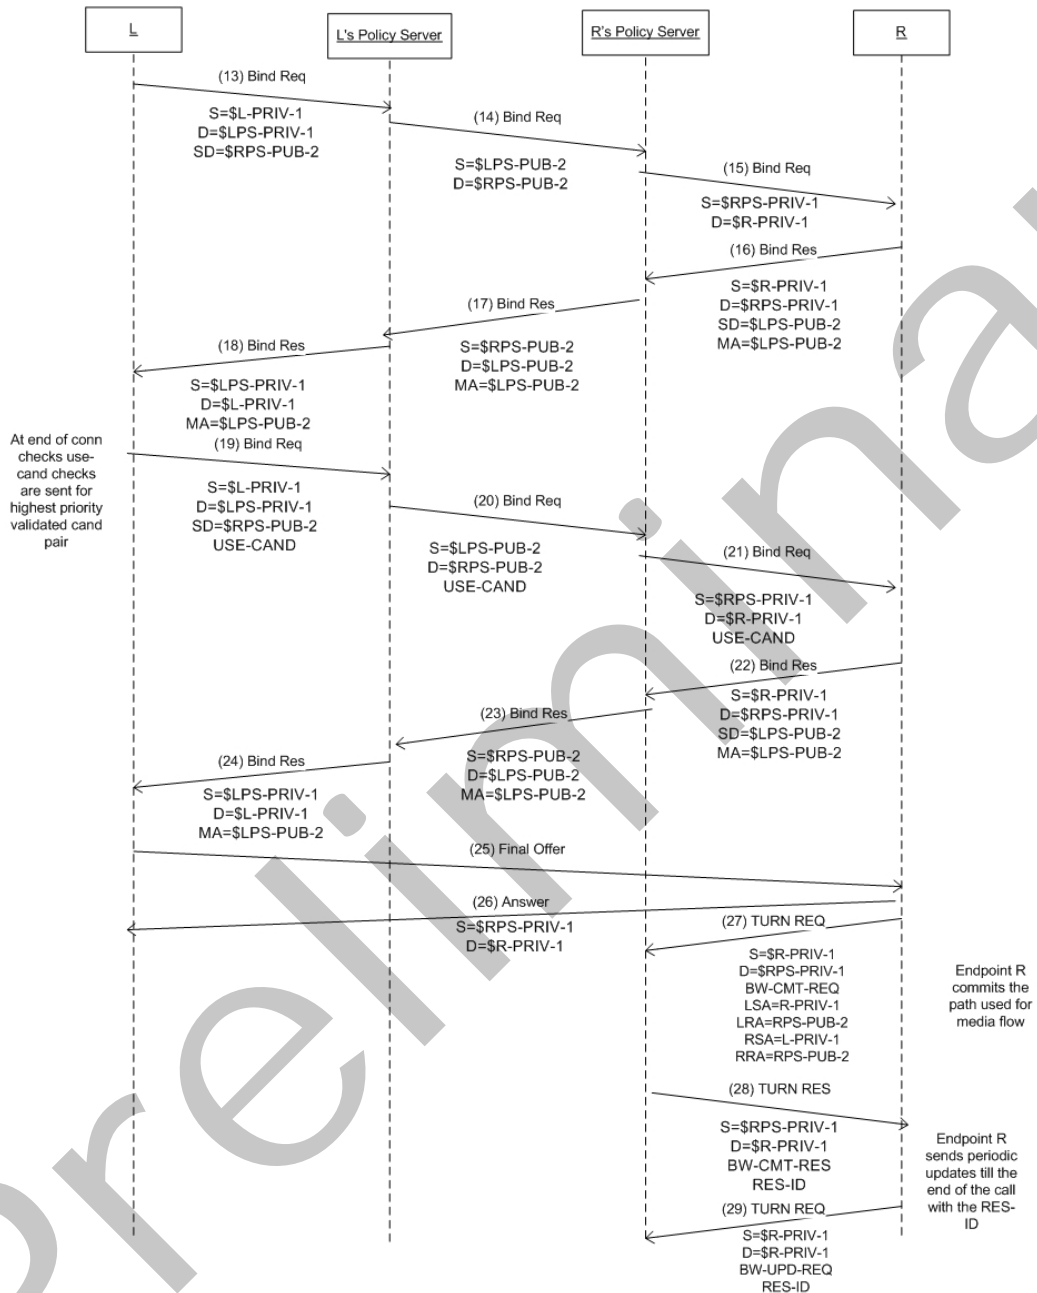 L
L's Policy Server
R's Policy Server
R
(13) Bind Req
S=$L-PRIV-1
D=$LPS-PRIV-1
SD=$RPS-PUB-2
(14) Bind Req
S=$LPS-PUB-2
D=$RPS-PUB-2
(15) Bind Req
S=$RPS-PRIV-1
D=$R-PRIV-1
(16) Bind Res
S=$R-PRIV-1
D=$RPS-PRIV-1
SD=$LPS-PUB-2
MA=$LPS-PUB-2
(17) Bind Res
S=$RPS-PUB-2
D=$LPS-PUB-2
MA=$LPS-PUB-2
(18) Bind Res
S=$LPS-PRIV-1
D=$L-PRIV-1
MA=$LPS-PUB-2
At end of conn
checks use-
cand checks
are sent for
highest priority
validated cand
pair
(19) Bind Req
S=$L-PRIV-1
D=$LPS-PRIV-1
SD=$RPS-PUB-2
USE-CAND
(20) Bind Req
S=$LPS-PUB-2
D=$RPS-PUB-2
USE-CAND
(21) Bind Req
S=$RPS-PRIV-1
D=$R-PRIV-1
USE-CAND
(22) Bind Res
S=$R-PRIV-1
D=$RPS-PRIV-1
SD=$LPS-PUB-2
MA=$LPS-PUB-2
(23) Bind Res
S=$RPS-PUB-2
D=$LPS-PUB-2
MA=$LPS-PUB-2
(24) Bind Res
S=$LPS-PRIV-1
D=$L-PRIV-1
MA=$LPS-PUB-2
(25) Final Offer
(26) Answer
S=$RPS-PRIV-1
D=$R-PRIV-1
(27) TURN REQ
S=$R-PRIV-1
D=$RPS-PRIV-1
BW-CMT-REQ
LSA=R-PRIV-1
LRA=RPS-PUB-2
RSA=L-PRIV-1
RRA=RPS-PUB-2
Endpoint R
commits the
path used for
media flow
(28) TURN RES
S=$RPS-PRIV-1
D=$R-PRIV-1
BW-CMT-RES
RES-ID
Endpoint R
sends periodic
updates till the
end of the call
with the RES-
ID
(29) TURN REQ
S=$R-PRIV-1
D=$R-PRIV-1
BW-UPD-REQ
RES-ID
Prelimina